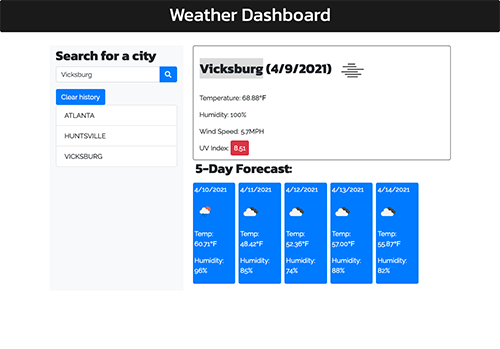 Weather Dashboard
Search for a city
Vicksburg
Clear history
ATLANTA
HUNTSVILLE
VICKSBURG
Vicksburg (4/9/2021)
Temperature: 68.88°F
Humidity: 100%
Wind Speed: 5.7MPH
UV Index: 8.51
5-Day Forecast:
4/10/2021
Temp:
60.71°F
Humidity:
96%
4/11/2021
Temp:
48.42°F
Humidity:
85%
4/12/2021
Temp:
52.36°F
Humidity:
74%
4/13/2021
Temp:
57.00°F
Humidity:
88%
4/14/2021
Temp:
55.87°F
Humidity:
82%